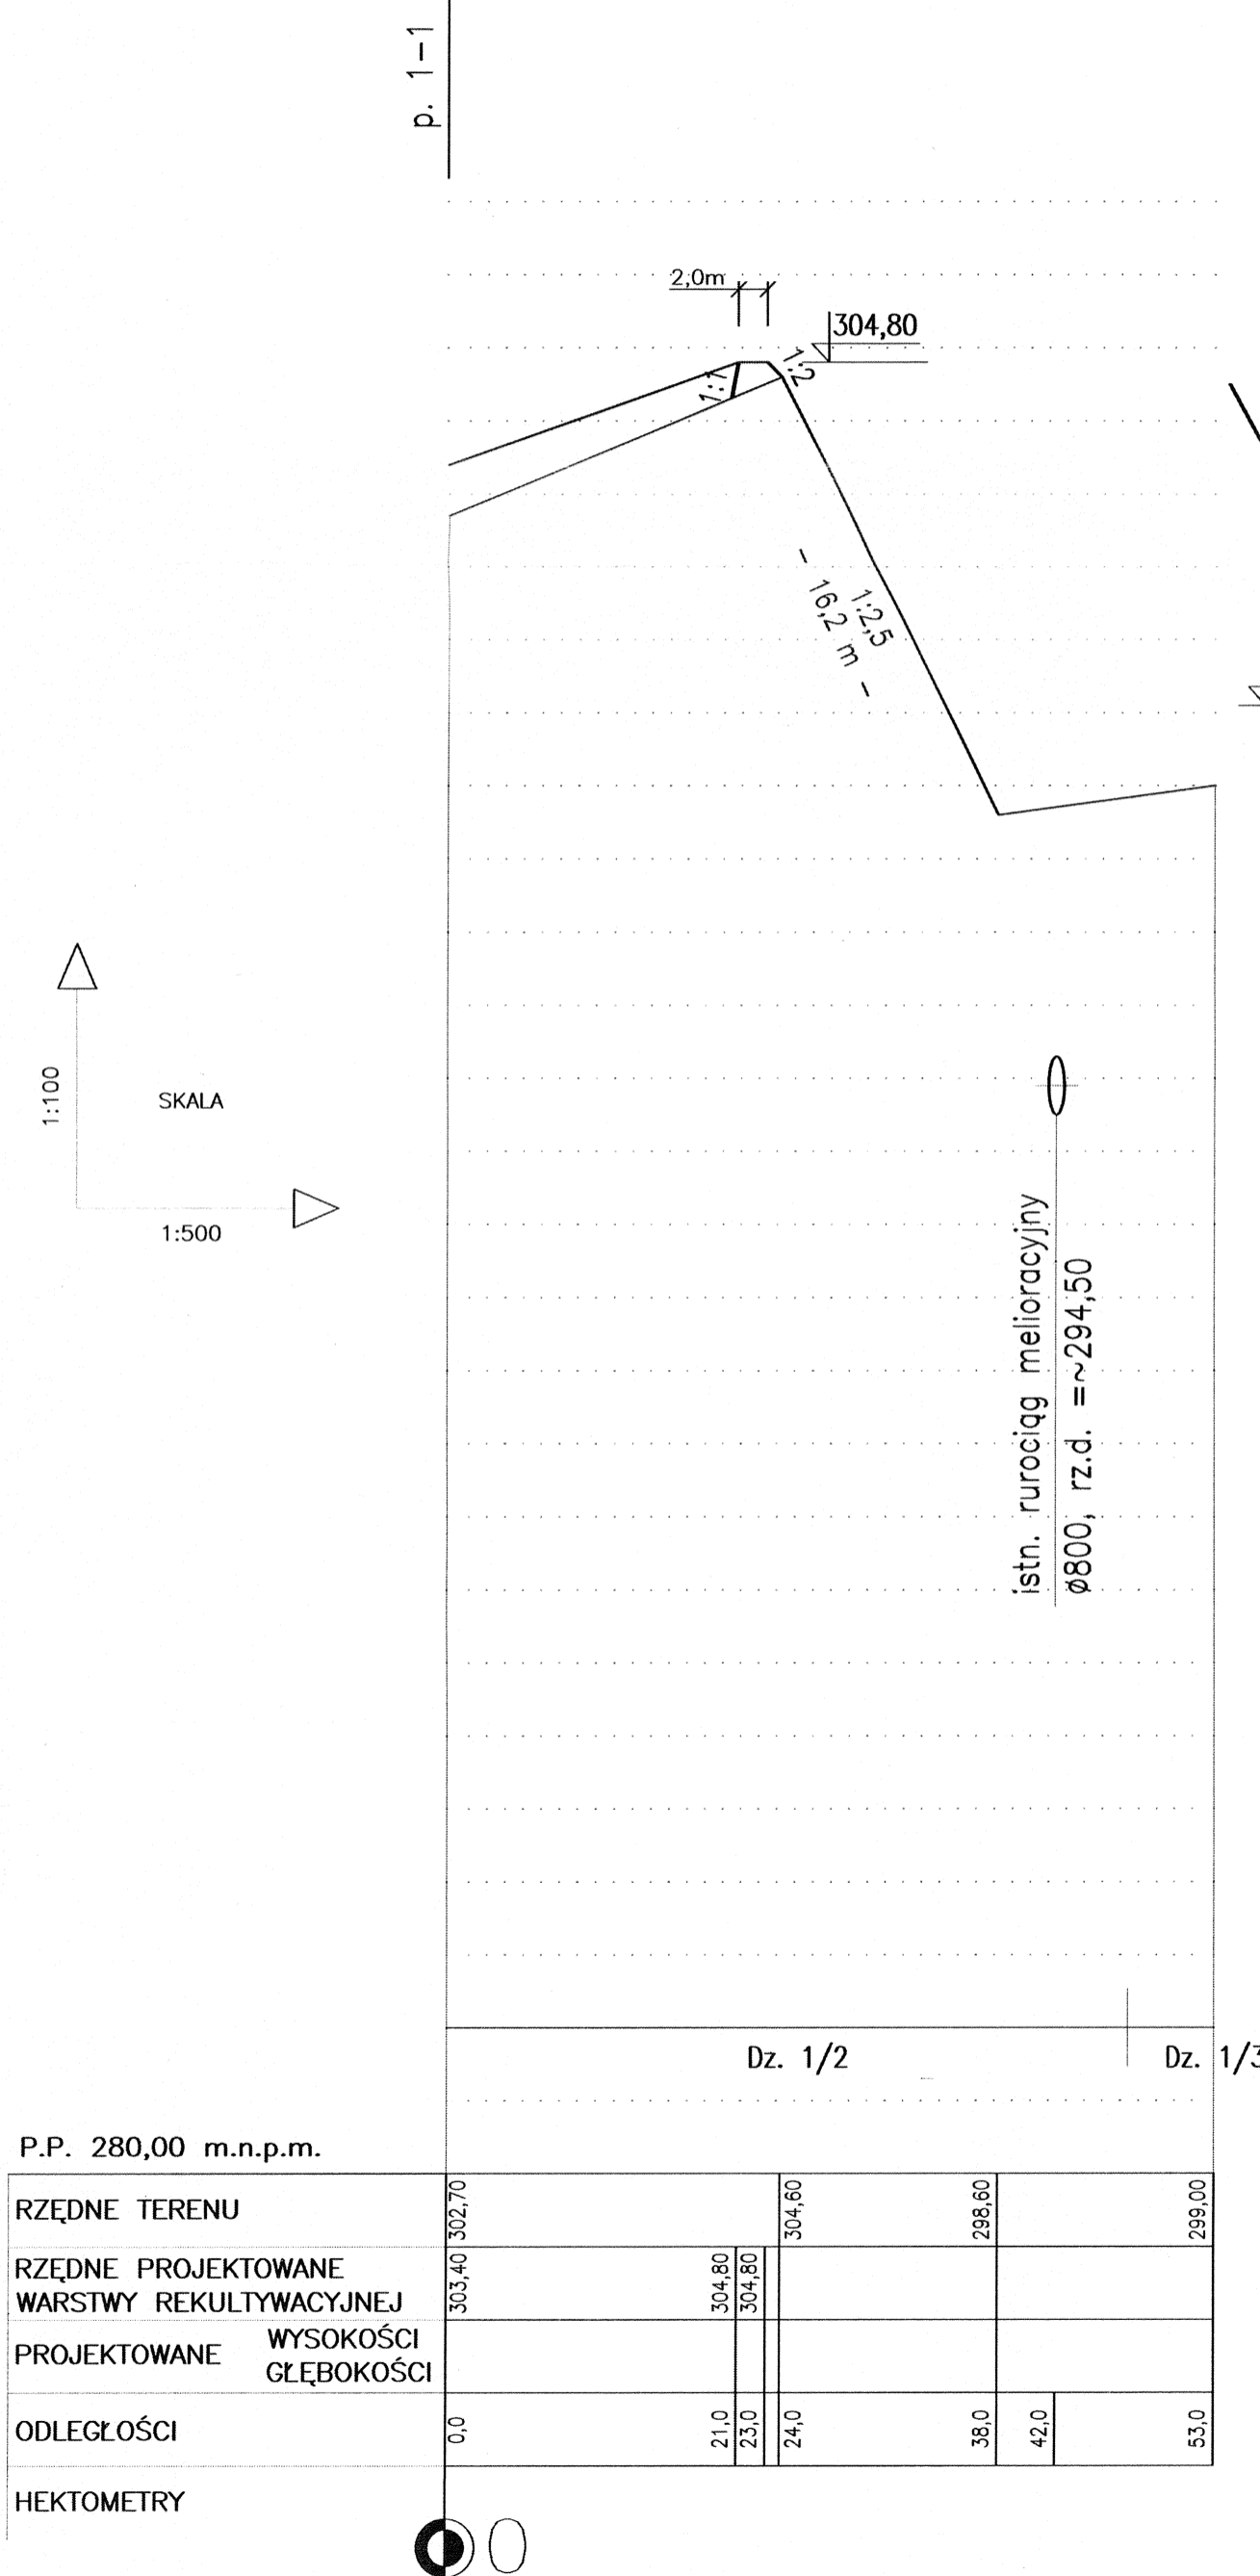 p. 1-1
2,0m
304,80
1:1
1:2
1:2,5
- 16,2 m -
1:100
SKALA
1:500
istn. rurociąg melioracyjny
ø800, rz.d. =~294,50
Dz. 1/2
Dz. 1/3
P.P. 280,00 m.n.p.m.
RZĘDNE TERENU
302,70
304,60
298,60
299,00
RZĘDNE PROJEKTOWANE
WARSTWY REKULTYWACYJNEJ
303,40
304,80
304,80
PROJEKTOWANE
WYSOKOŚCI
GŁĘBOKOŚCI
ODLEGŁOŚCI
0,0
21,0
23,0
24,0
38,0
42,0
53,0
HEKTOMETRY
0